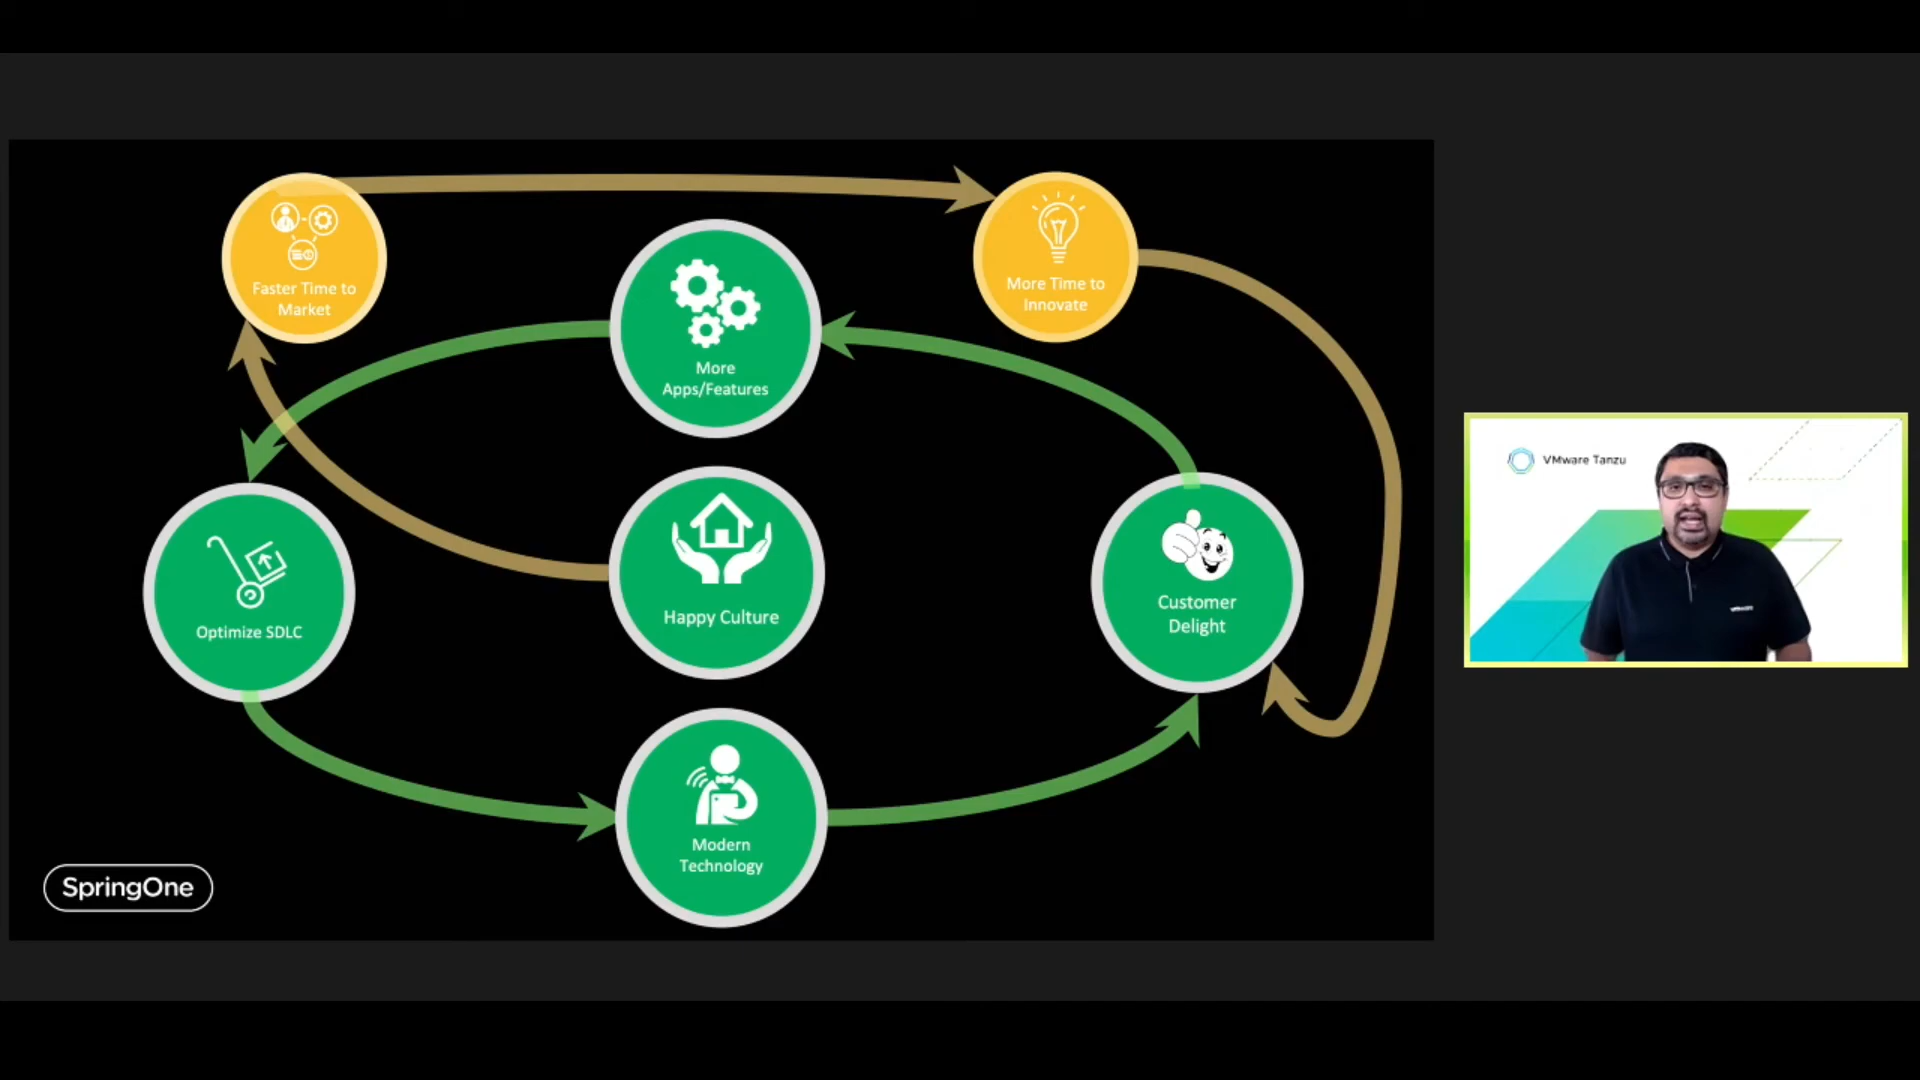 Faster Time to
Market
More Time to
Innovate
More
Apps/Features
Happy Culture
Optimize SDLC
Customer
Delight
Modern
Technology
SpringOne
VMware Tanzu
vmware